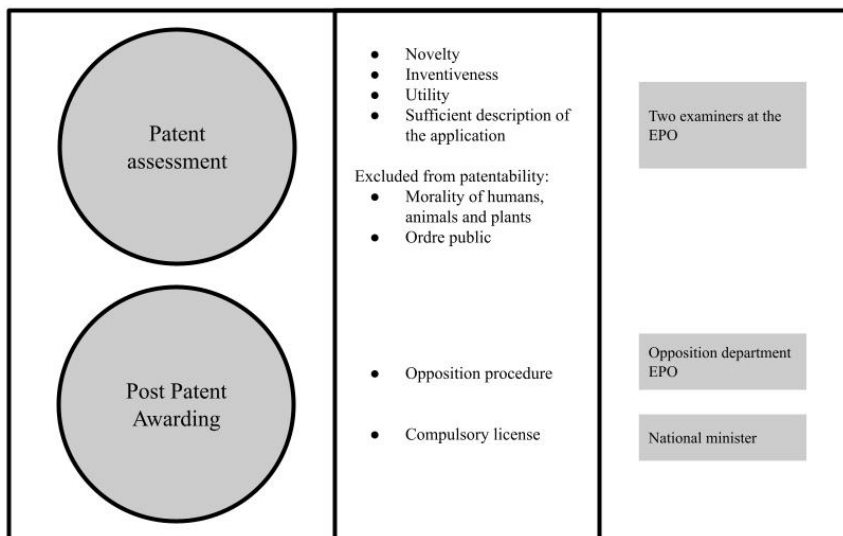 Patent
assessment
● Novelty
● Inventiveness
● Utility
● Sufficient description of
the application
Excluded from patentability:
● Morality of humans,
animals and plants
● Ordre public
Two examiners at the
EPO
Post Patent
Awarding
● Opposition procedure
● Compulsory license
Opposition department
EPO
National minister